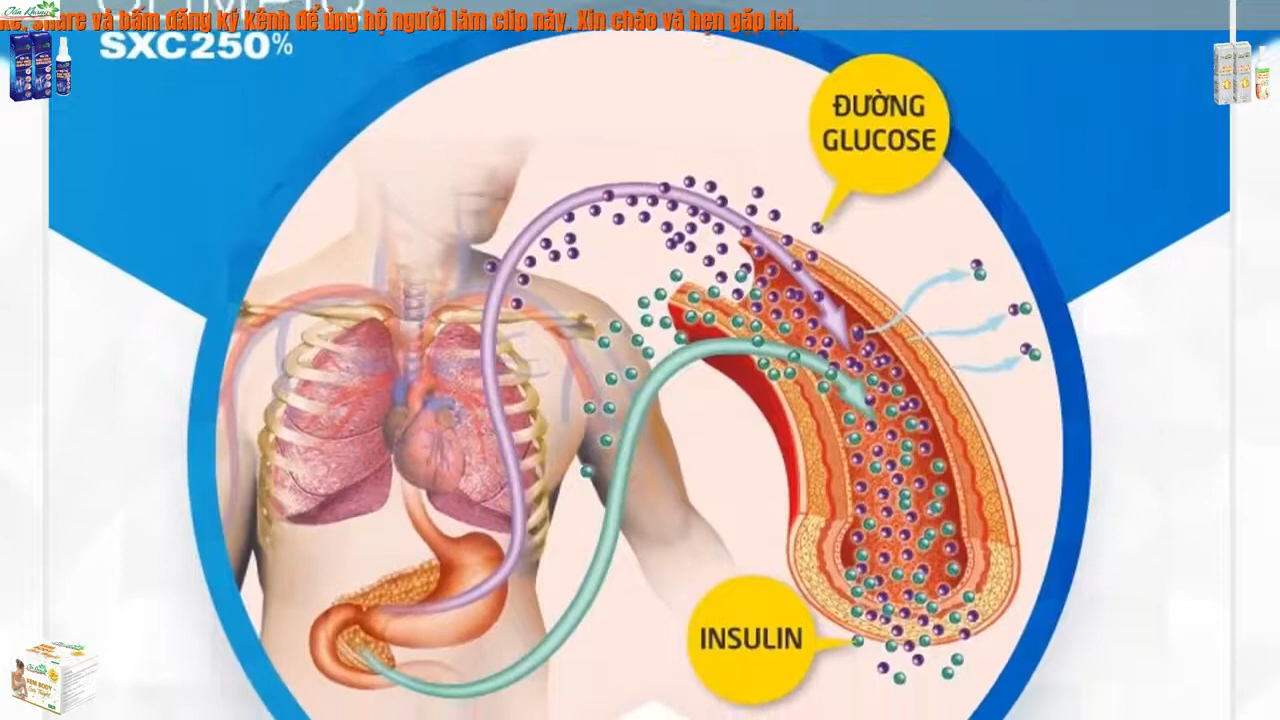 re và bấm đăng ký kênh để ủng hộ người làm clip này. Xin chào và hẹn gặp lại.
SXC250%
ĐƯỜNG
GLUCOSE
INSULIN